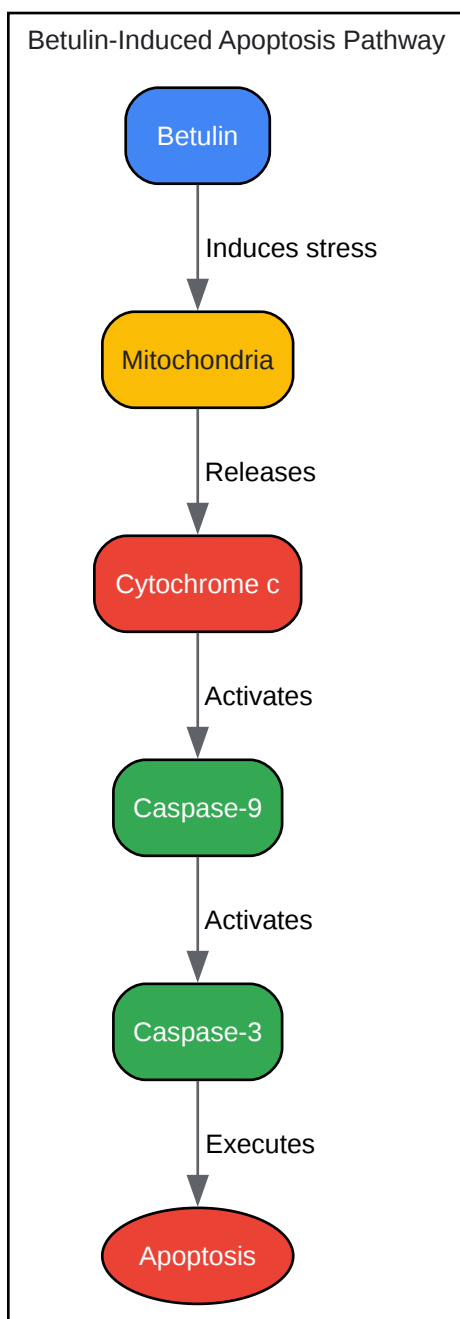 Betulin-Induced Apoptosis Pathway
Betulin
Induces stress
Mitochondria
Releases
Cytochrome c
Activates
Caspase-9
Activates
Caspase-3
Executes
Apoptosis